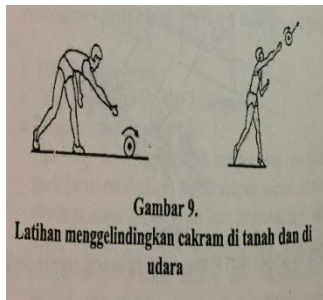 Gambar 9.
Latihan menggelindingkan cakram di tanah dan di
udara